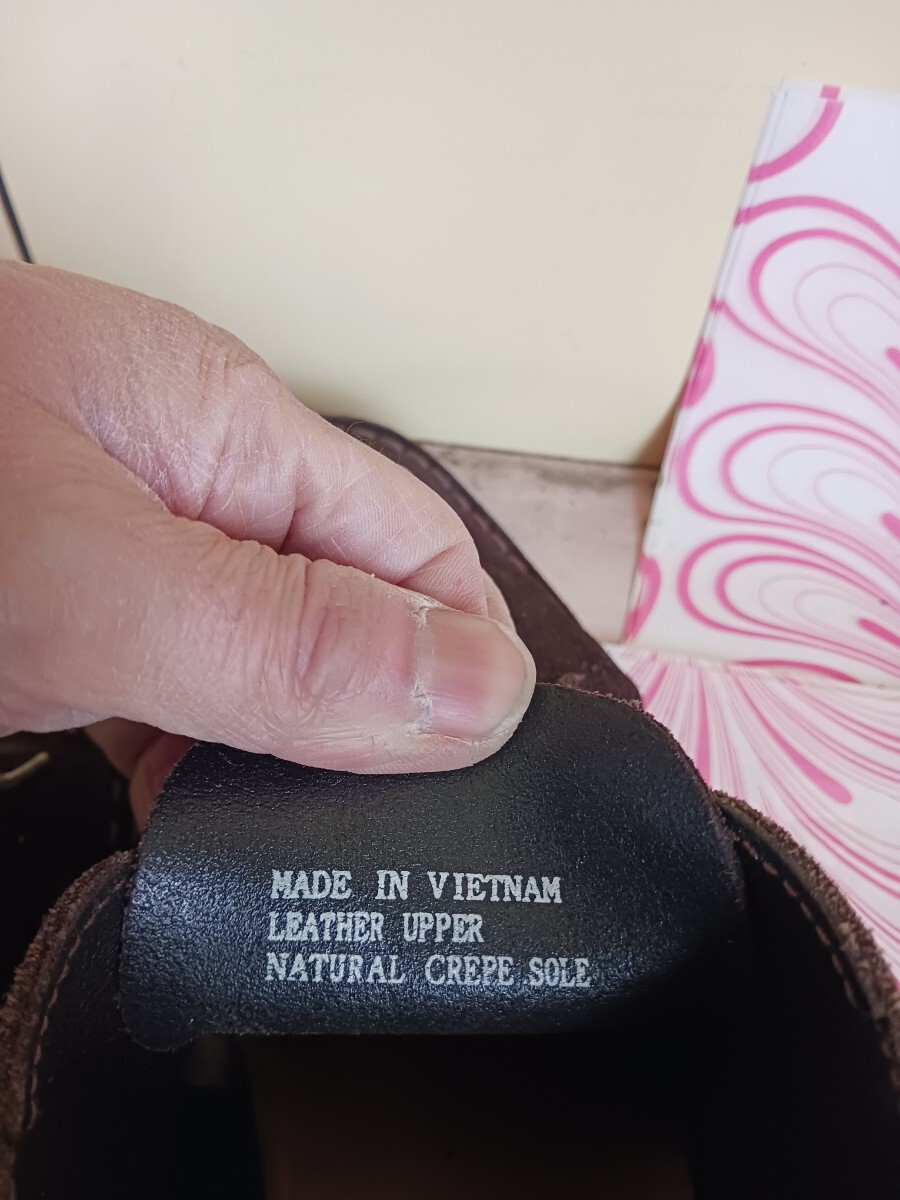 MADE IN VIETNAM
LEATHER UPPER
NATURAL CREPE SOLE